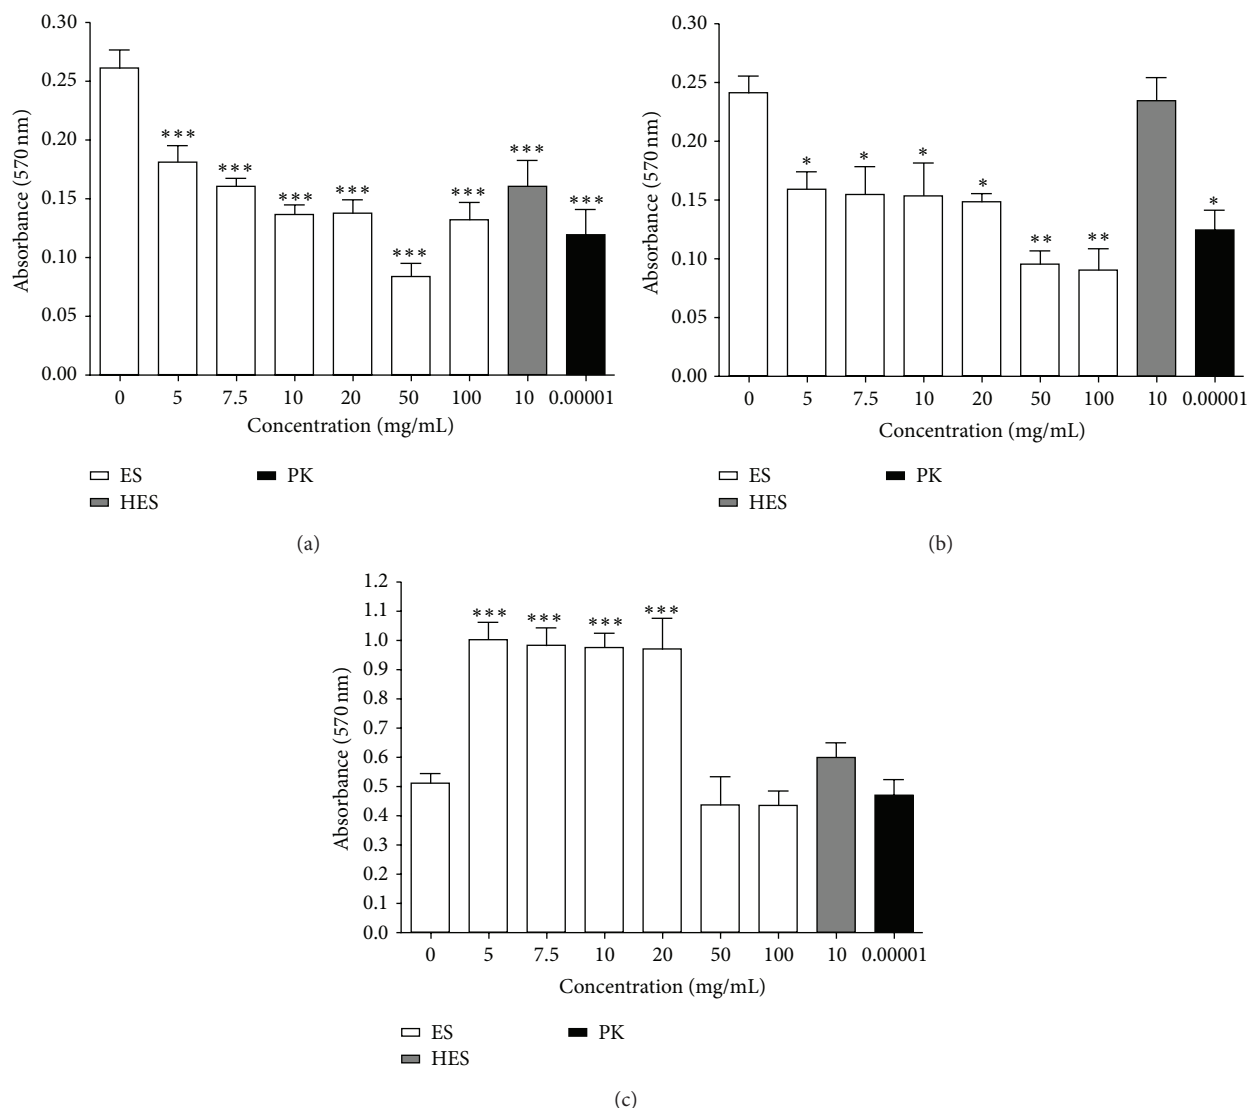 0.30
0.25
0.20
0.15
0.10
0.05
0.00
Absorbance (570 nm)
*** *** *** *** *** *** *** ***
0 5 7.5 10 20 50 100 10 0.00001
Concentration (mg/mL)
ES PK
HES
(a)
0.30
0.25
0.20
0.15
0.10
0.05
0.00
Absorbance (570 nm)
* * * * ** ** *
0 5 7.5 10 20 50 100 10 0.00001
Concentration (mg/mL)
ES PK
HES
(b)
1.2
1.1
1.0
0.9
0.8
0.7
0.6
0.5
0.4
0.3
0.2
0.1
0.0
Absorbance (570 nm)
*** *** *** ***
0 5 7.5 10 20 50 100 10 0.00001
Concentration (mg/mL)
ES PK
HES
(c)